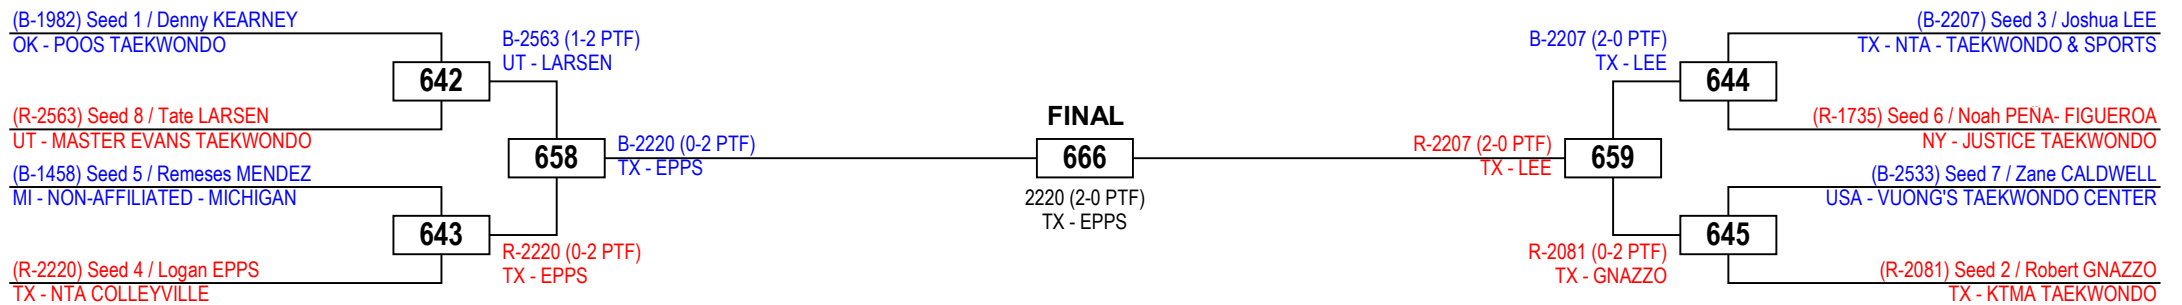 (B-1982) Seed 1 / Denny KEARNEY
OK - POOS TAEKWONDO
642
(R-2563) Seed 8 / Tate LARSEN
UT - MASTER EVANS TAEKWONDO
(B-1458) Seed 5 / Remeses MENDEZ
MI - NON-AFFILIATED - MICHIGAN
643
(R-2220) Seed 4 / Logan EPPS
TX - NTA COLLEYVILLE
B-2563 (1-2 PTF)
UT - LARSEN
658
R-2220 (0-2 PTF)
TX - EPPS
B-2220 (0-2 PTF)
TX - EPPS
FINAL
666
2220 (2-0 PTF)
TX - EPPS
R-2207 (2-0 PTF)
TX - LEE
659
B-2207 (2-0 PTF)
TX - LEE
R-2081 (0-2 PTF)
TX - GNAZZO
(B-2207) Seed 3 / Joshua LEE
TX - NTA - TAEKWONDO & SPORTS
644
(R-1735) Seed 6 / Noah PEÑA- FIGUEROA
NY - JUSTICE TAEKWONDO
(B-2533) Seed 7 / Zane CALDWELL
USA - VUONG'S TAEKWONDO CENTER
645
(R-2081) Seed 2 / Robert GNAZZO
TX - KTMA TAEKWONDO